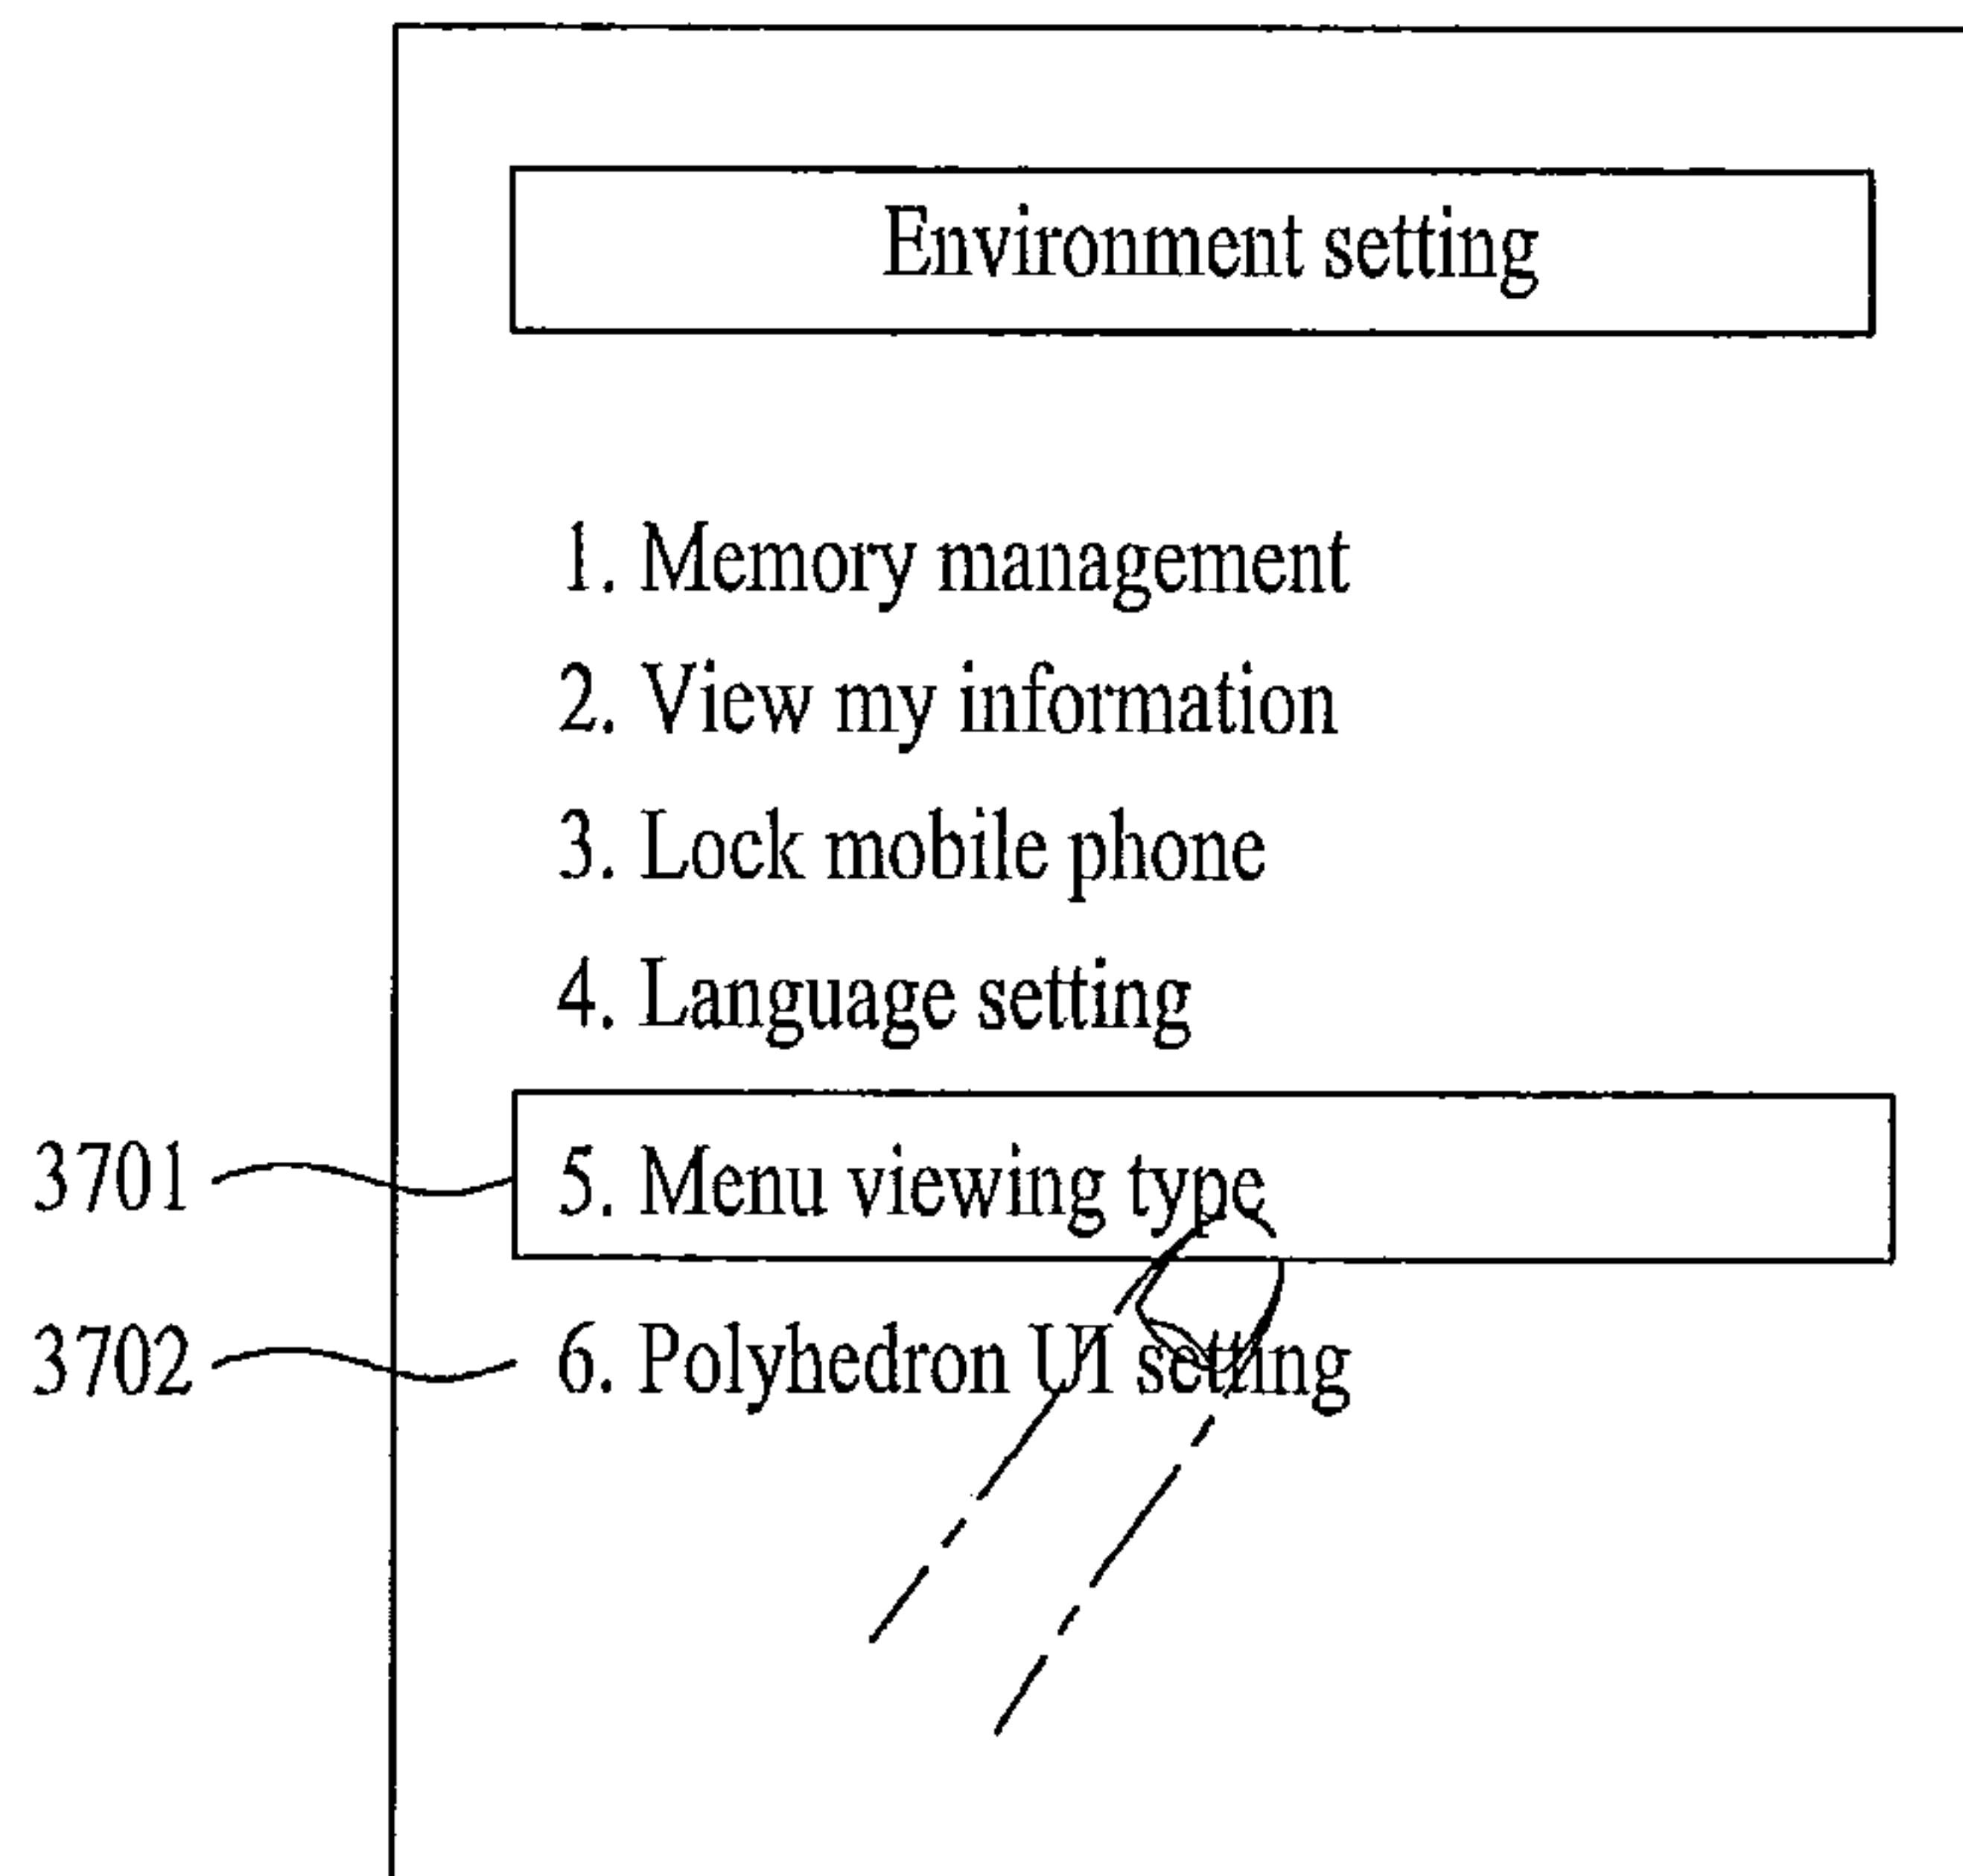 Environment setting
1. Memory management
2. View my information
3. Lock mobile phone
4. Language setting
3701 5. Menu viewing type
3702 6. Polyhedron UI setting